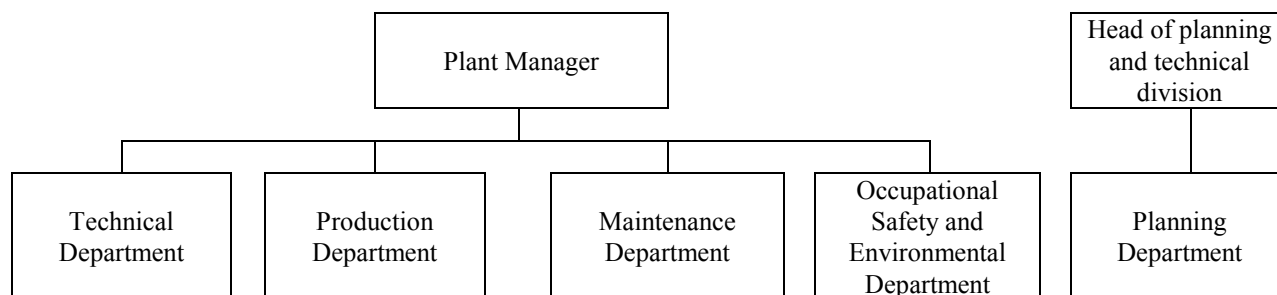 Plant Manager
Head of planning
and technical
division
Technical
Department
Production
Department
Maintenance
Department
Occupational
Safety and
Environmental
Department
Planning
Department